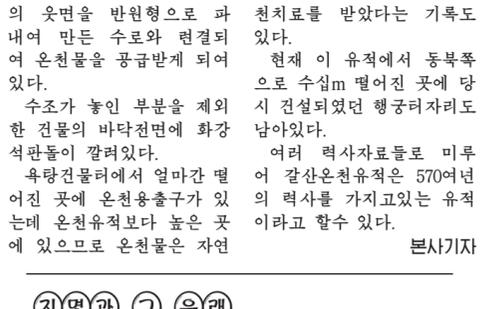 의 웃면을 반원형으로 파
내여 만든 수로와 련결되
여 온천물을 공급받게 되여
있다.
수조가 놓인 부분을 제외
한 건물의 바닥전면에 화강
석판돌이 깔려있다.
욕탕건물터에서 얼마간 떨
어진 곳에 온천용출구가 있
는데 온천유적보다 높은 곳
에 있으므로 온천물은 자연
천치료를 받았다는 기록도
있다.
현재 이 유적에서 동북쪽
으로 수십m 떨어진 곳에 당
시 건설되였던 행궁터자리도
남아있다.
여러 력사자료들로 미루
어 갈산온천유적은 570여년
의 력사를 가지고있는 유적
이라고 할수 있다.
본사기자
지명과 그 유래